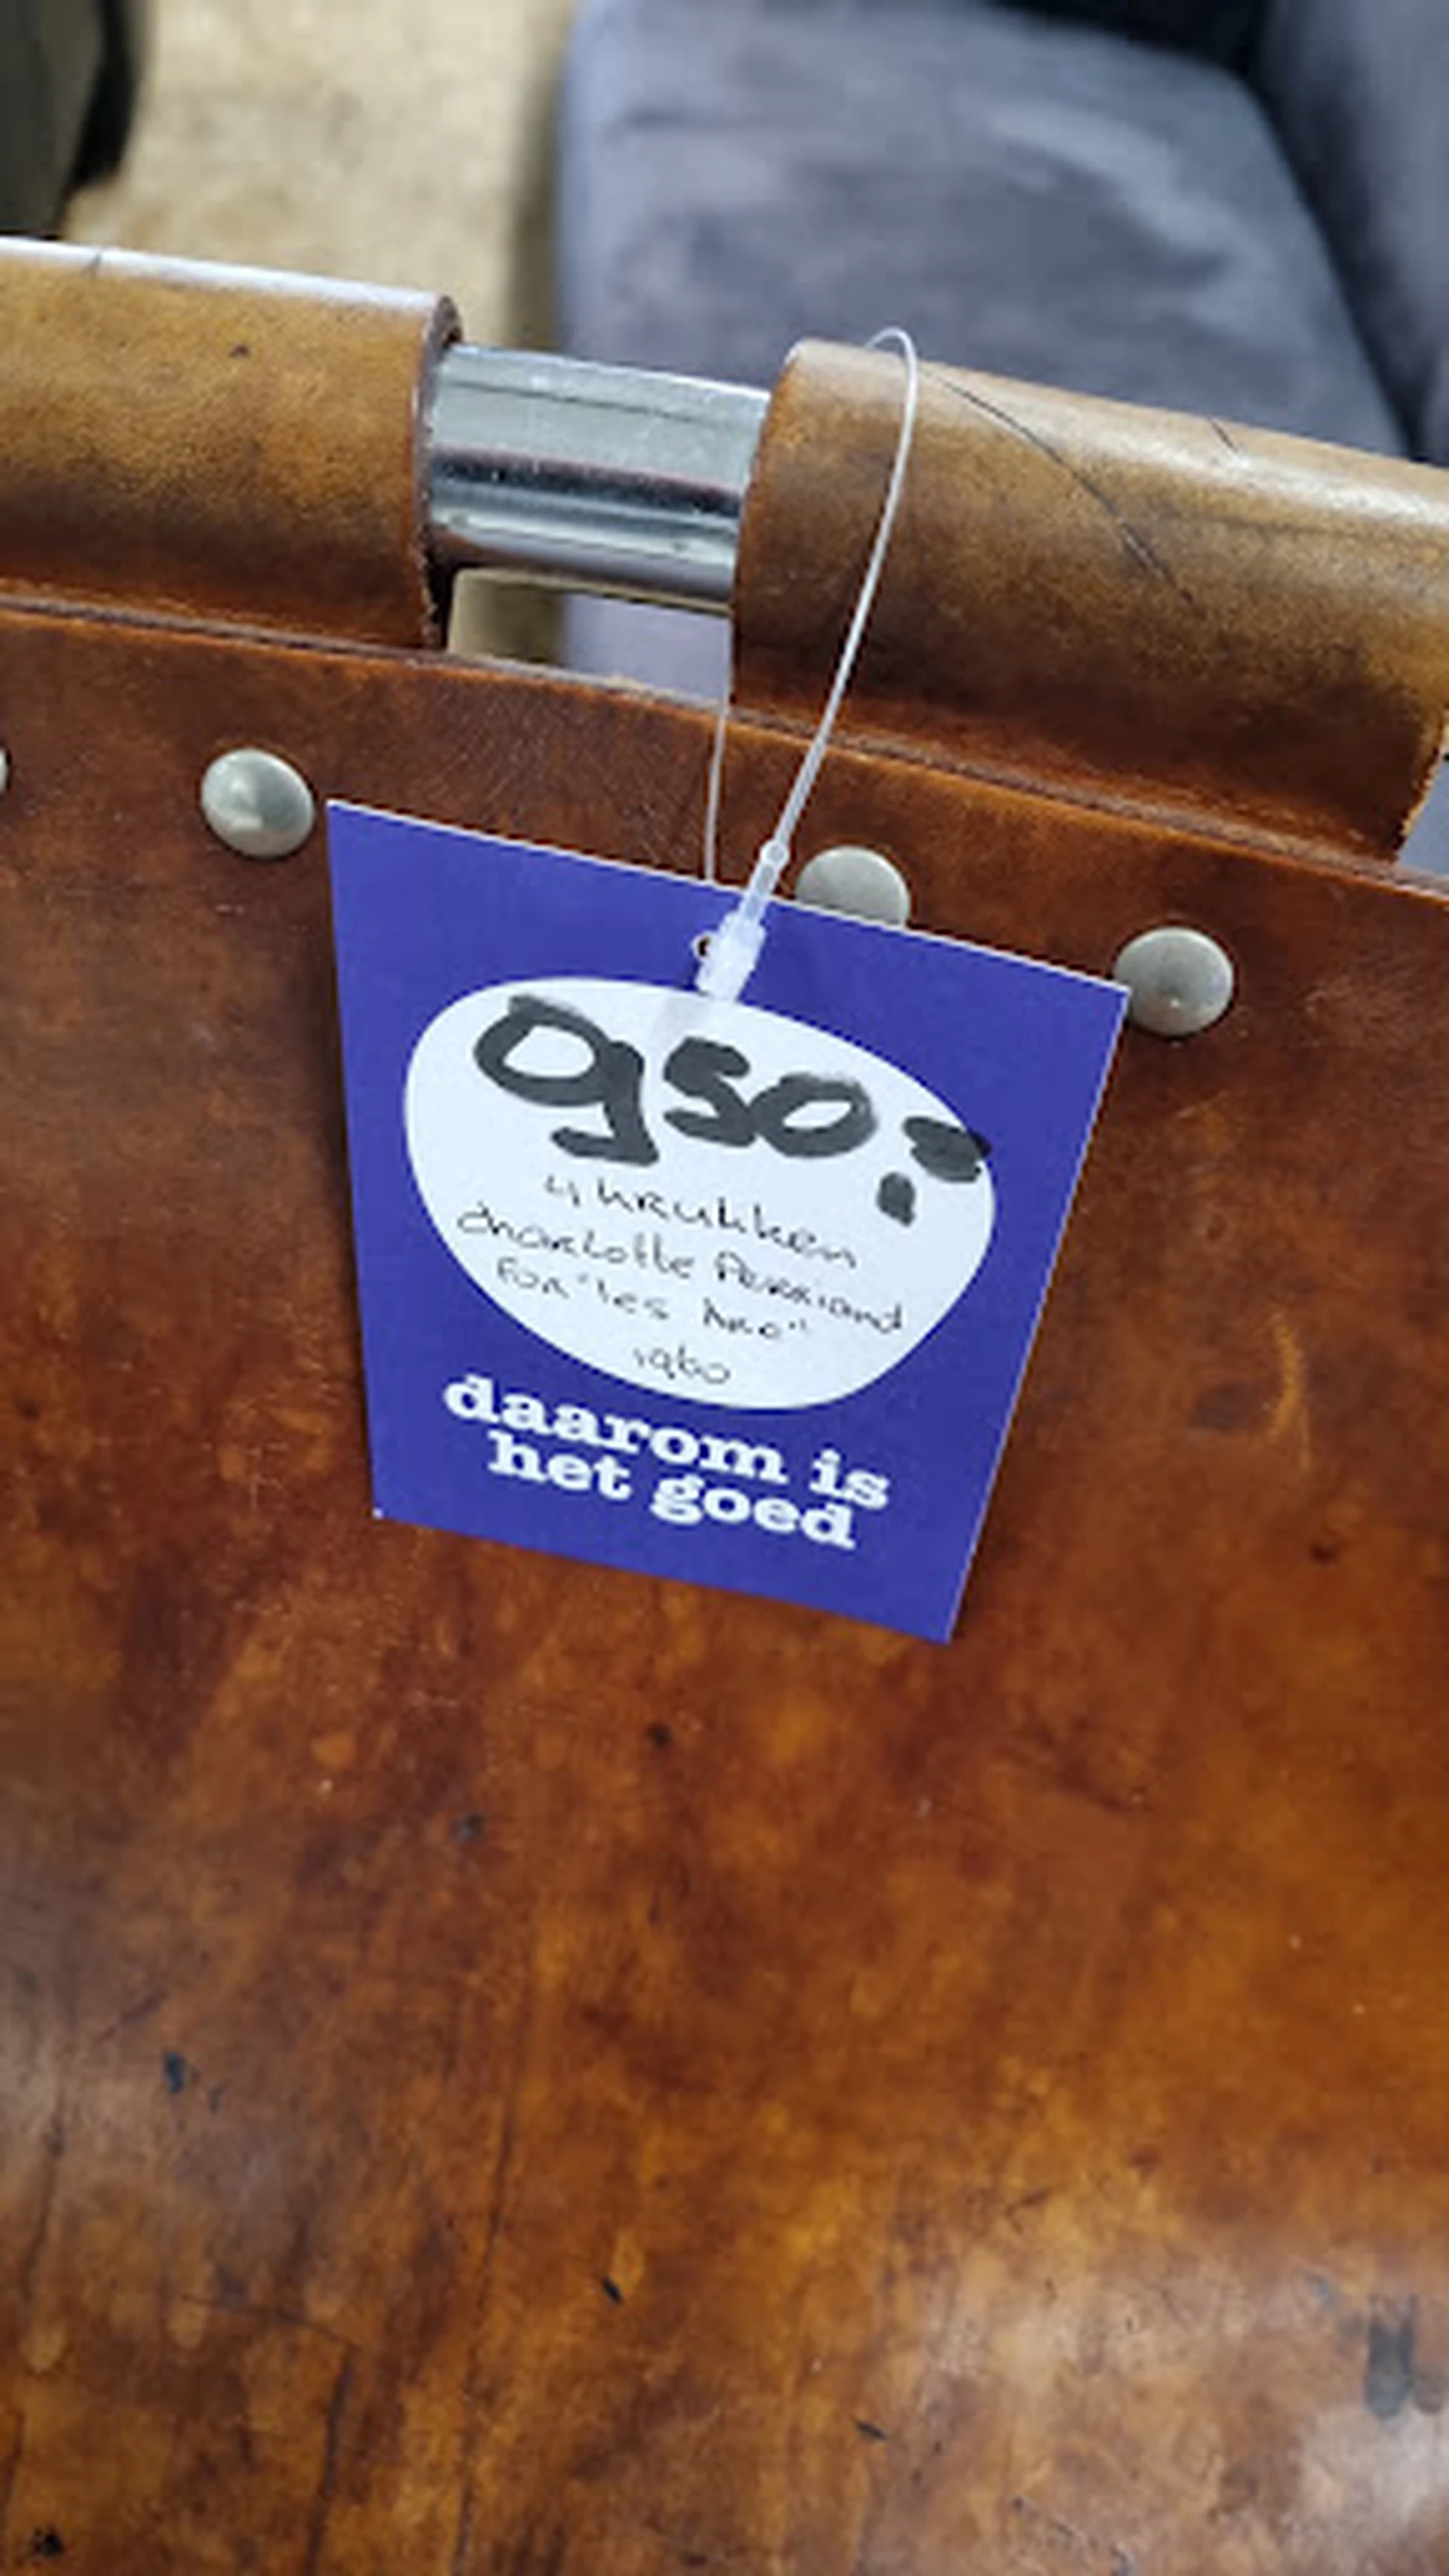 950,=
4 krukken
Charlotte Perriand
For "les Arc"
1960
daarom is
het goed